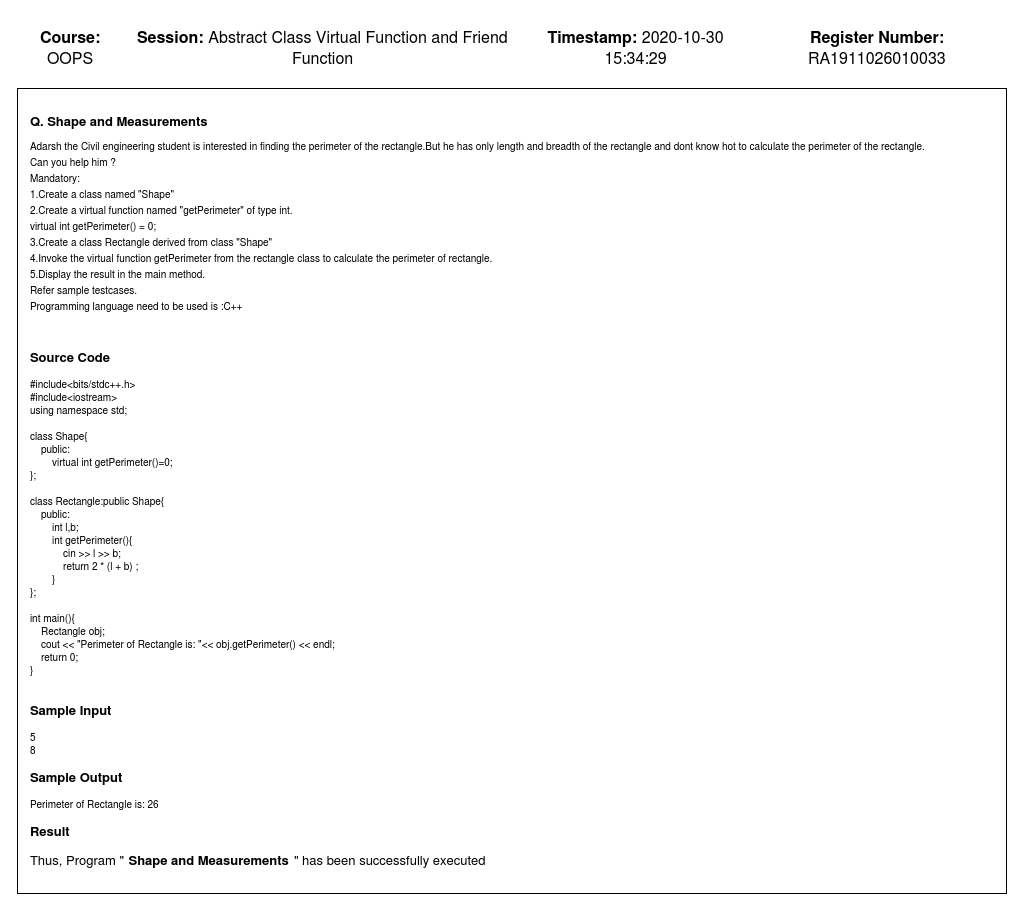 Course:
OOPS
Session: Abstract Class Virtual Function and Friend
Function
Timestamp: 2020-10-30
15:34:29
Register Number:
RA1911026010033
Q. Shape and Measurements
Adarsh the Civil engineering student is interested in finding the perimeter of the rectangle.But he has only length and breadth of the rectangle and dont know hot to calculate the perimeter of the rectangle.
Can you help him ?
Mandatory:
1.Create a class named "Shape"
2.Create a virtual function named "getPerimeter" of type int.
virtual int getPerimeter() = 0;
3.Create a class Rectangle derived from class "Shape"
4.Invoke the virtual function getPerimeter from the rectangle class to calculate the perimeter of rectangle.
5.Display the result in the main method.
Refer sample testcases.
Programming language need to be used is :C++
Source Code
#include<bits/stdc++.h>
#include<iostream>
using namespace std;
class Shape{
public:
virtual int getPerimeter()=0;
};
class Rectangle:public Shape{
public:
int l,b;
int getPerimeter(){
cin >> l >> b;
return 2 * (l + b) ;
}
};
int main(){
Rectangle obj;
cout << "Perimeter of Rectangle is: "<< obj.getPerimeter() << endl;
return 0;
}
Sample Input
5
8
Sample Output
Perimeter of Rectangle is: 26
Result
Thus, Program " Shape and Measurements " has been successfully executed